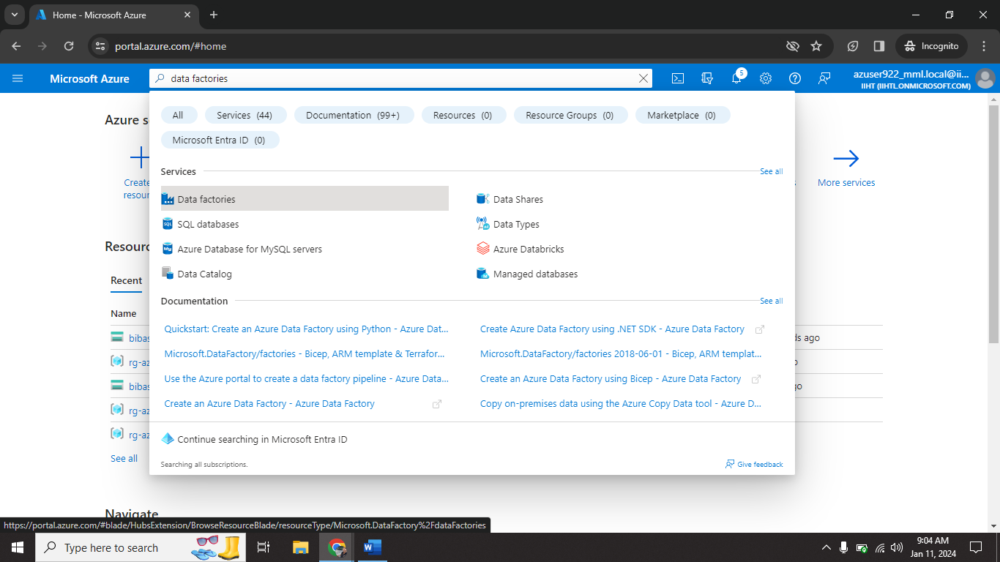 Home - Microsoft Azure
portal.azure.com/#home
Incognito
Microsoft Azure
data factories
5
azuser922_mml.local@ii...
IIHT (IIHTL.ONMICROSOFT.COM)
All
Services (44)
Documentation (99+)
Resources (0)
Resource Groups (0)
Marketplace (0)
Microsoft Entra ID (0)
Azure s
Create
resou
More services
Services
See all
Data factories
Data Shares
SQL databases
Data Types
Azure Database for MySQL servers
Azure Databricks
Data Catalog
Managed databases
Documentation
See all
Quickstart: Create an Azure Data Factory using Python - Azure Dat...
Create Azure Data Factory using .NET SDK - Azure Data Factory
Microsoft.DataFactory/factories - Bicep, ARM template & Terrafor...
Microsoft.DataFactory/factories 2018-06-01 - Bicep, ARM templat...
Use the Azure portal to create a data factory pipeline - Azure Data...
Create an Azure Data Factory using Bicep - Azure Data Factory
Create an Azure Data Factory - Azure Data Factory
Copy on-premises data using the Azure Copy Data tool - Azure D...
Continue searching in Microsoft Entra ID
Searching all subscriptions.
Give feedback
Resourc
Recent
Name
bibas
ds ago
rg-az
bibas
go
rg-az
rg-az
See all
Navigate
https://portal.azure.com/#blade/HubsExtension/BrowseResourceBlade/resourceType/Microsoft.DataFactory%2FdataFactories
Type here to search
9:04 AM
Jan 11, 2024